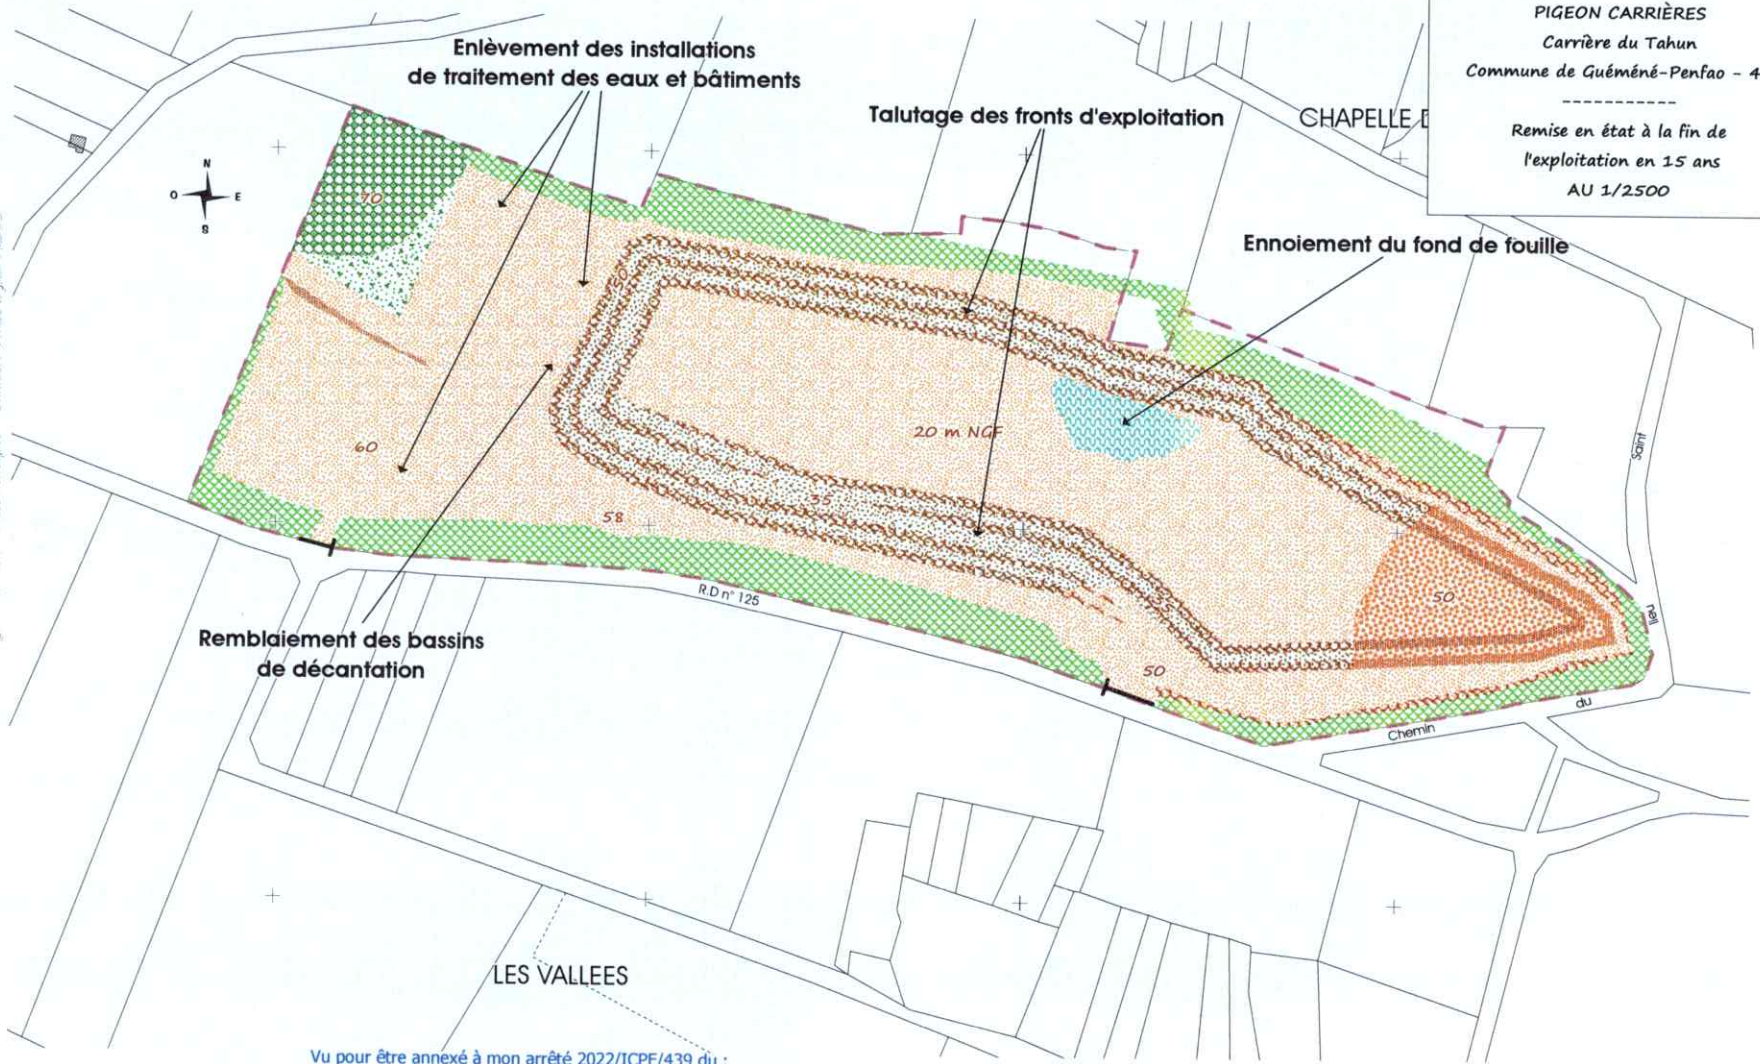 PIGEON CARRIÈRES
Carrière du Tahun
Commune de Guéméné-Penfao - 4
-----------
Remise en état à la fin de
l'exploitation en 15 ans
AU 1/2500
Enlèvement des installations
de traitement des eaux et bâtiments
Talutage des fronts d'exploitation
CHAPELLE D
Ennoiement du fond de fouille
N
O
E
S
70
60
20 m NGF
35
58
Saint
50
R.D n° 125
Remblaiement des bassins
de décantation
35
50
neil
du
Chemin
LES VALLEES
Vu pour être annexé à mon arrêté 2022/ICPE/439 du :